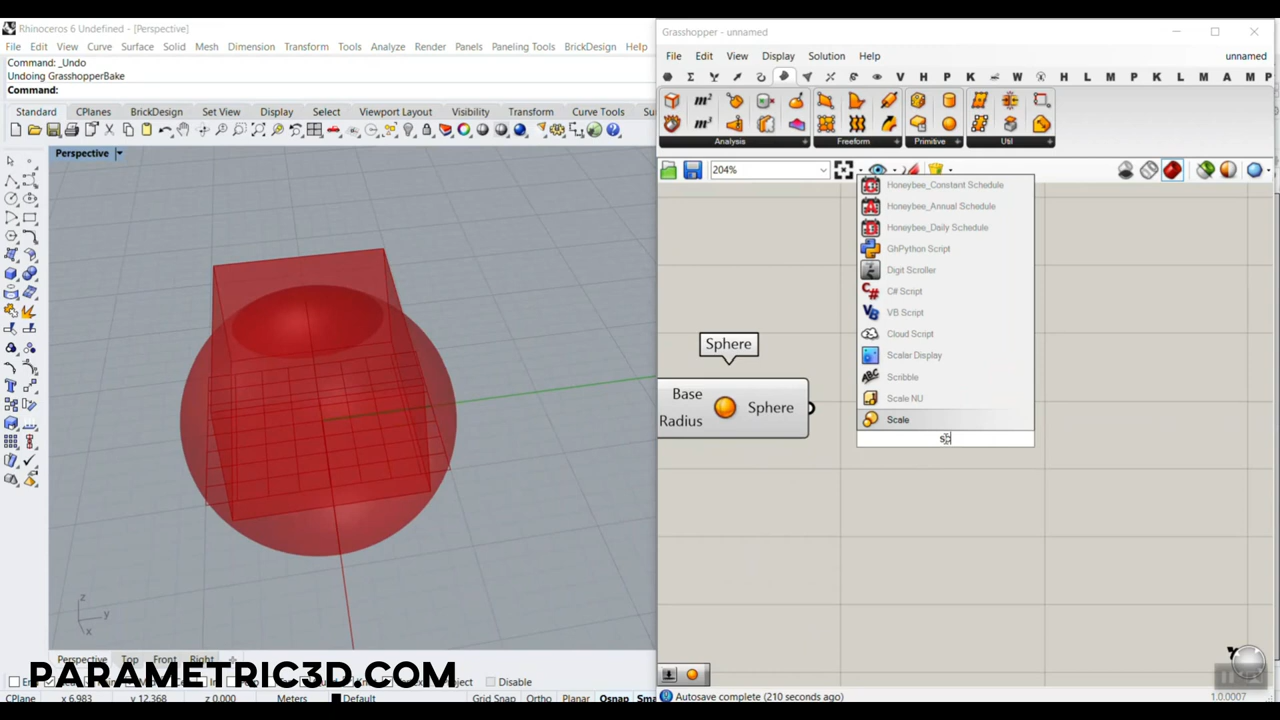 Rhinoceros 6 Undefined - [Perspective]
File Edit View Curve Surface Solid Mesh Dimension Transform Tools Analyze Render Panels Paneling Tools BrickDesign Help
Command: _Undo
Undoing GrasshopperBake
Command:
Standard CPlanes BrickDesign Set View Display Select Viewport Layout Visibility Transform Curve Tools
Perspective
z
y
x
Perspective Top Front Right
PARAMETRIC3D.COM
Disable
CPlane x 6.983 y 12.368 z 0.000 Meters Default Grid Snap Ortho Planar Osnap
Grasshopper - unnamed
File Edit View Display Solution Help unnamed
V H P K W H L M P K L M A M P
m²
m³
Analysis Freeform Primitive Util
204%
Honeybee_Constant Schedule
Honeybee_Annual Schedule
Honeybee_Daily Schedule
GhPython Script
Digit Scroller
C# Script
VB Script
Cloud Script
Scalar Display
Scribble
Scale NU
Scale
Sphere
Base
Radius
Sphere
Autosave complete (210 seconds ago)
1.0.0007